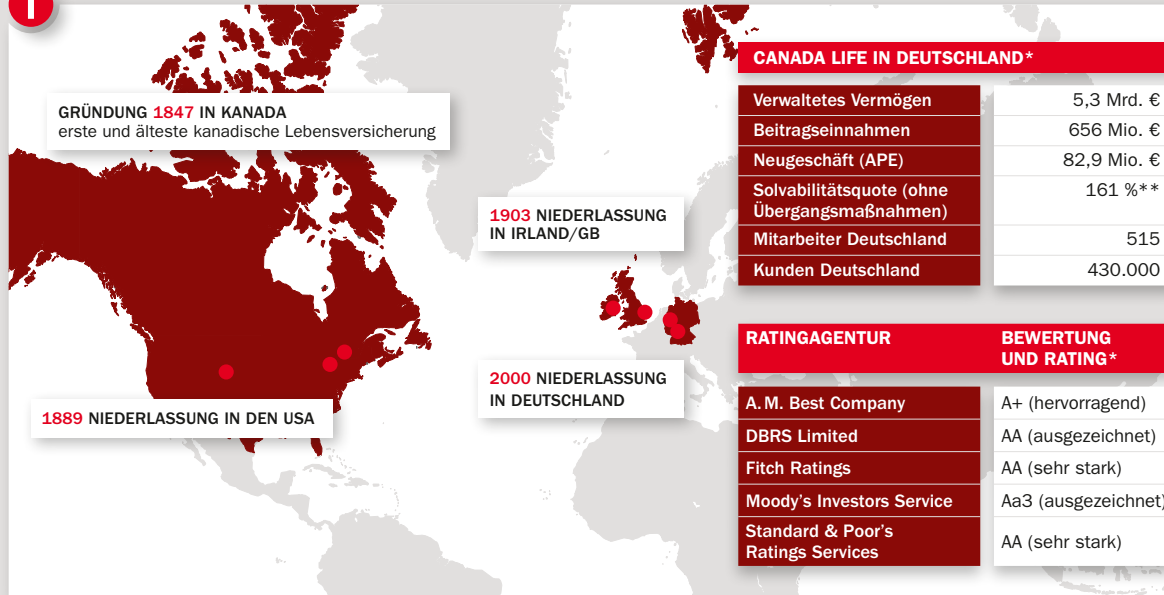 GRÜNDUNG 1847 IN KANADA
erste und älteste kanadische Lebensversicherung
1903 NIEDERLASSUNG
IN IRLAND/GB
2000 NIEDERLASSUNG
IN DEUTSCHLAND
1889 NIEDERLASSUNG IN DEN USA
CANADA LIFE IN DEUTSCHLAND*
Verwaltetes Vermögen 5,3 Mrd. €
Beitragseinnahmen 656 Mio. €
Neugeschäft (APE) 82,9 Mio. €
Solvabilitätsquote (ohne 161 %**
Übergangsmaßnahmen)
Mitarbeiter Deutschland 515
Kunden Deutschland 430.000
RATINGAGENTUR BEWERTUNG
UND RATING*
A. M. Best Company A+ (hervorragend)
DBRS Limited AA (ausgezeichnet)
Fitch Ratings AA (sehr stark)
Moody's Investors Service Aa3 (ausgezeichnet)
Standard & Poor's
Ratings Services AA (sehr stark)